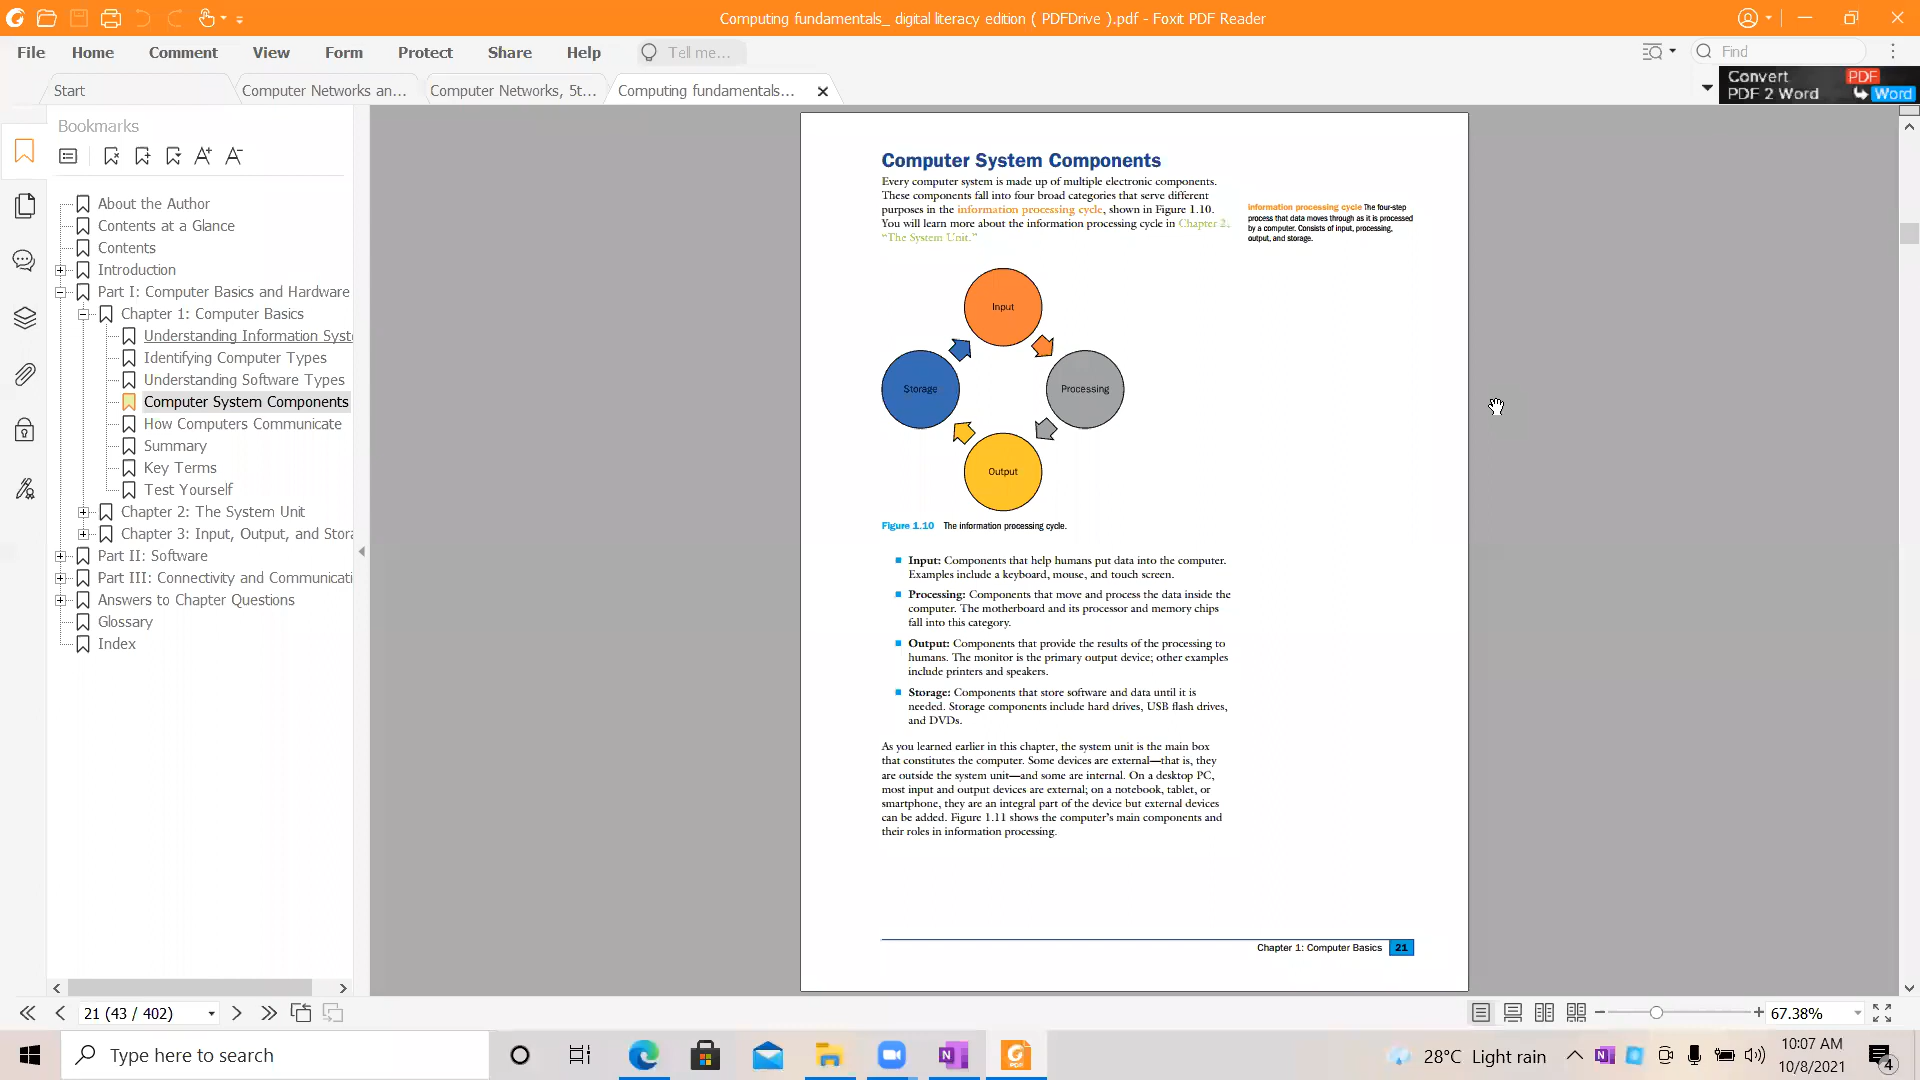 Computing fundamentals_ digital literacy edition ( PDFDrive ).pdf - Foxit PDF Reader
File Home Comment View Form Protect Share Help Tell me... Find
Start Computer Networks an... Computer Networks, 5t... Computing fundamentals...
Convert PDF
PDF 2 Word Word
Bookmarks
About the Author
Contents at a Glance
Contents
Introduction
Part I: Computer Basics and Hardware
Chapter 1: Computer Basics
Understanding Information Syst
Identifying Computer Types
Understanding Software Types
Computer System Components
How Computers Communicate
Summary
Key Terms
Test Yourself
Chapter 2: The System Unit
Chapter 3: Input, Output, and Stora
Part II: Software
Part III: Connectivity and Communicati
Answers to Chapter Questions
Glossary
Index
Computer System Components
Every computer system is made up of multiple electronic components.
These components fall into four broad categories that serve different
purposes in the information processing cycle, shown in Figure 1.10.
You will learn more about the information processing cycle in Chapter 2,
“The System Unit.”
information processing cycle The four-step
process that data moves through as it is processed
by a computer. Consists of input, processing,
output, and storage.
Input
Storage
Processing
Output
Figure 1.10 The information processing cycle.
Input: Components that help humans put data into the computer.
Examples include a keyboard, mouse, and touch screen.
Processing: Components that move and process the data inside the
computer. The motherboard and its processor and memory chips
fall into this category.
Output: Components that provide the results of the processing to
humans. The monitor is the primary output device; other examples
include printers and speakers.
Storage: Components that store software and data until it is
needed. Storage components include hard drives, USB flash drives,
and DVDs.
As you learned earlier in this chapter, the system unit is the main box
that constitutes the computer. Some devices are external—that is, they
are outside the system unit—and some are internal. On a desktop PC,
most input and output devices are external; on a notebook, tablet, or
smartphone, they are an integral part of the device but external devices
can be added. Figure 1.11 shows the computer’s main components and
their roles in information processing.
Chapter 1: Computer Basics 21
21 (43 / 402)
67.38%
Type here to search
28°C Light rain
10:07 AM
10/8/2021
4